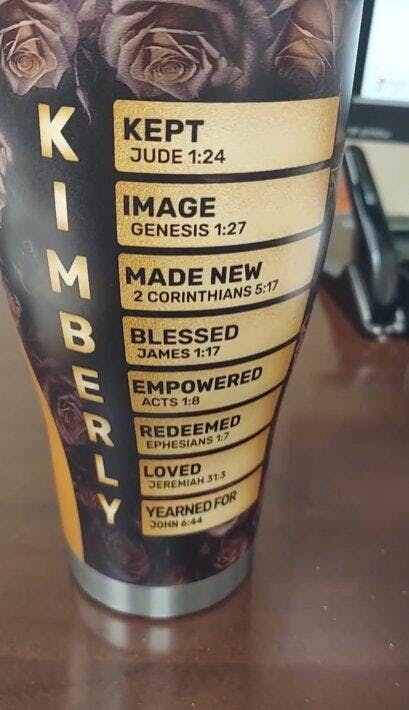 KIMBERLY
KEPT
JUDE 1:24
IMAGE
GENESIS 1:27
MADE NEW
2 CORINTHIANS 5:17
BLESSED
JAMES 1:17
EMPOWERED
ACTS 1:8
REDEEMED
EPHESIANS 1:7
LOVED
JEREMIAH 31:3
YEARNED FOR
JOHN 6:44